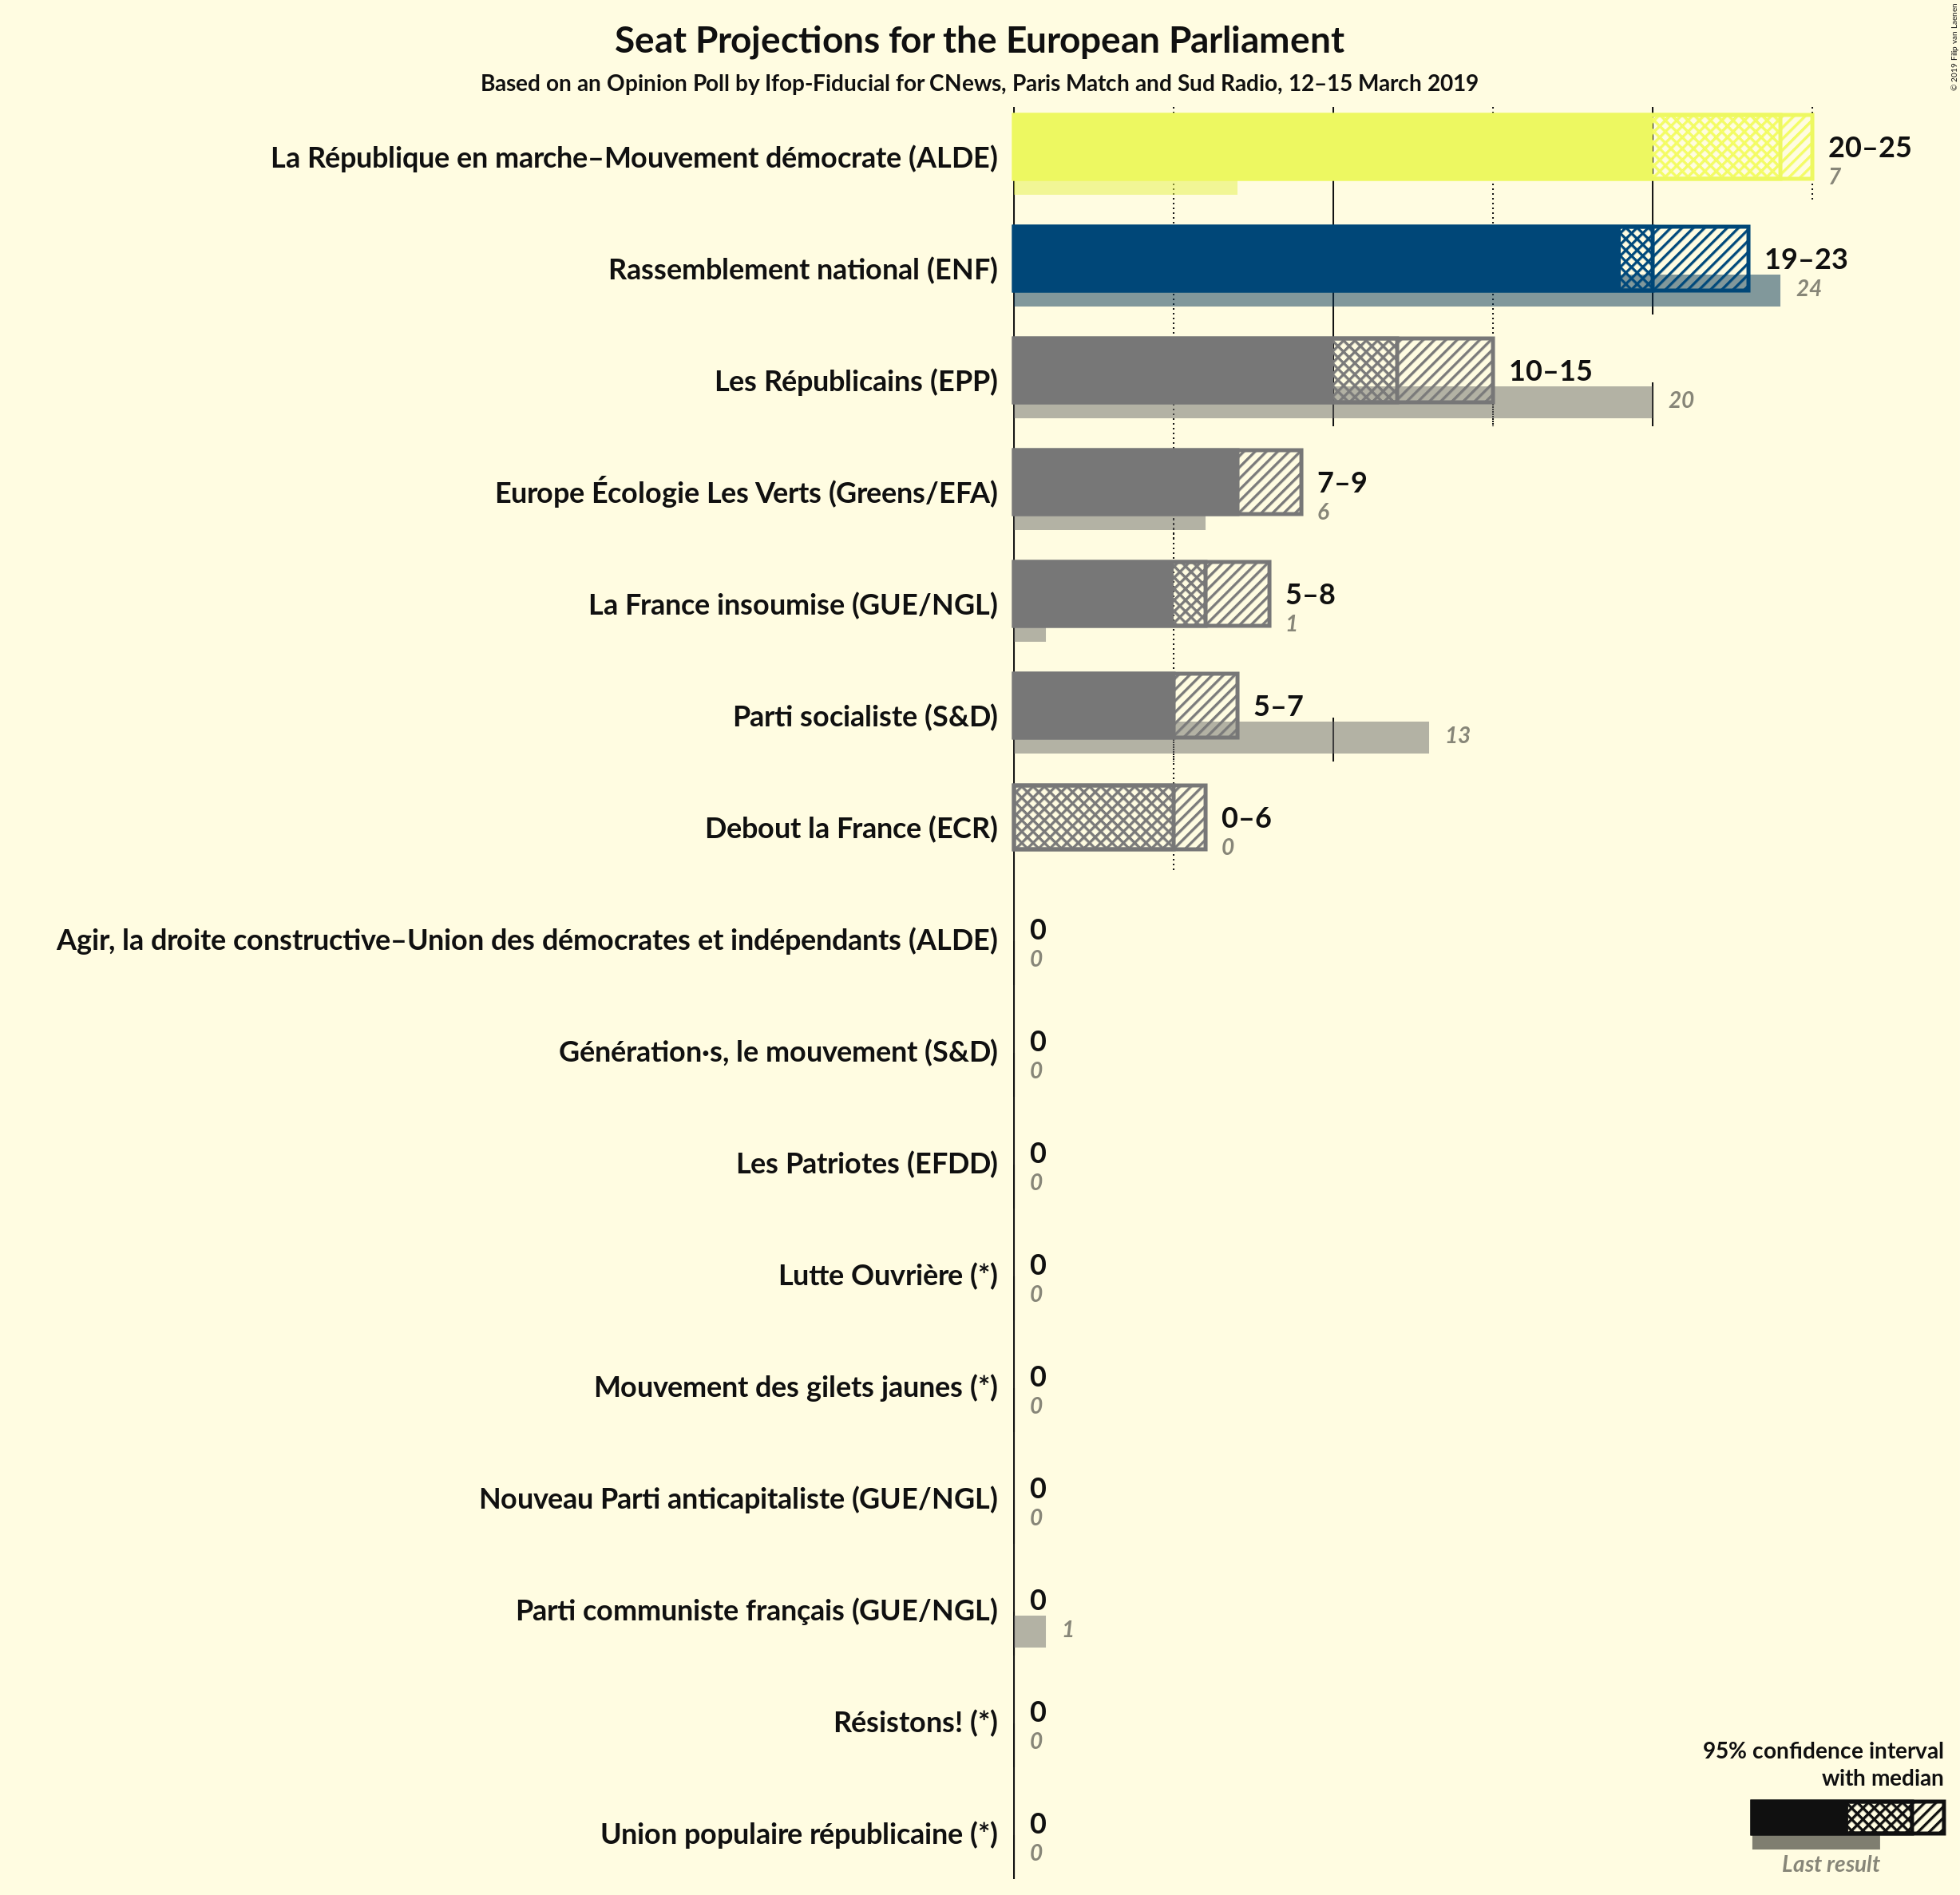 Seat Projections for the European Parliament
Based on an Opinion Poll by Ifop-Fiducial for CNews, Paris Match and Sud Radio, 12–15 March 2019
© 2019 Filip van Laenen
La République en marche–Mouvement démocrate (ALDE)
20–25
7
Rassemblement national (ENF)
19–23
24
Les Républicains (EPP)
10–15
20
Europe Écologie Les Verts (Greens/EFA)
7–9
6
La France insoumise (GUE/NGL)
5–8
1
Parti socialiste (S&D)
5–7
13
Debout la France (ECR)
0–6
0
Agir, la droite constructive–Union des démocrates et indépendants (ALDE)
0
0
Génération·s, le mouvement (S&D)
0
0
Les Patriotes (EFDD)
0
0
Lutte Ouvrière (*)
0
0
Mouvement des gilets jaunes (*)
0
0
Nouveau Parti anticapitaliste (GUE/NGL)
0
0
Parti communiste français (GUE/NGL)
0
1
Résistons! (*)
0
0
Union populaire républicaine (*)
0
0
95% confidence interval
with median
Last result